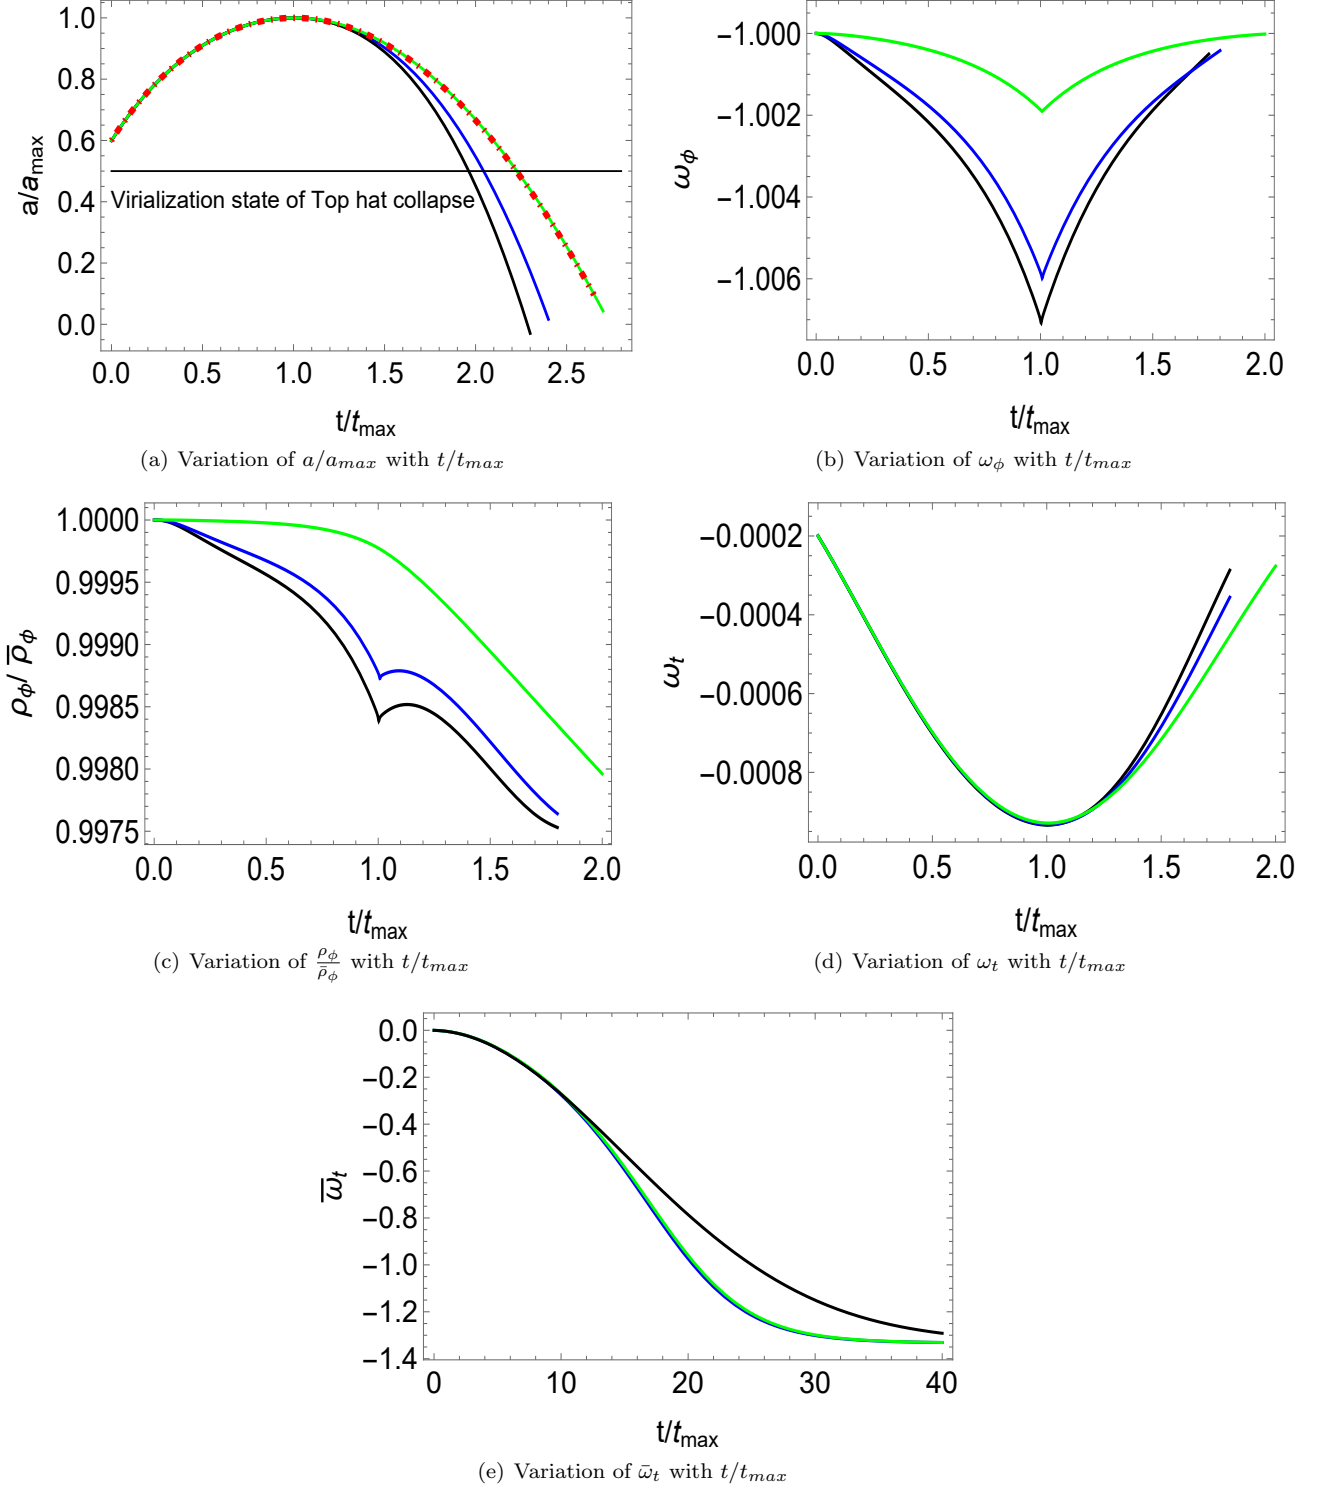 1.0
0.8
0.6
0.4
0.2
0.0
a/a_max
Virialization state of Top hat collapse
0.0 0.5 1.0 1.5 2.0 2.5
t/t_max
(a) Variation of a/a_max with t/t_max
−1.000
−1.002
−1.004
−1.006
ω_ϕ
0.0 0.5 1.0 1.5 2.0
t/t_max
(b) Variation of ω_ϕ with t/t_max
1.0000
0.9995
0.9990
0.9985
0.9980
0.9975
ρ_ϕ/ρ̅_ϕ
0.0 0.5 1.0 1.5 2.0
t/t_max
(c) Variation of ρ_ϕ/ρ̄_ϕ with t/t_max
−0.0002
−0.0004
−0.0006
−0.0008
ω_t
0.0 0.5 1.0 1.5 2.0
t/t_max
(d) Variation of ω_t with t/t_max
0.0
−0.2
−0.4
−0.6
−0.8
−1.0
−1.2
−1.4
ω̅_t
0 10 20 30 40
t/t_max
(e) Variation of ω̄_t with t/t_max